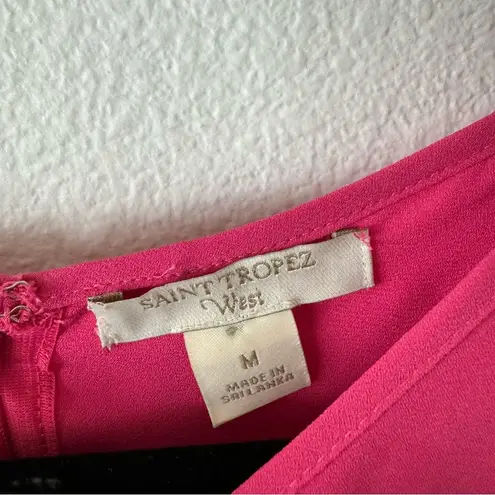 SAINT TROPEZ
West
M
MADE IN
SRI LANKA